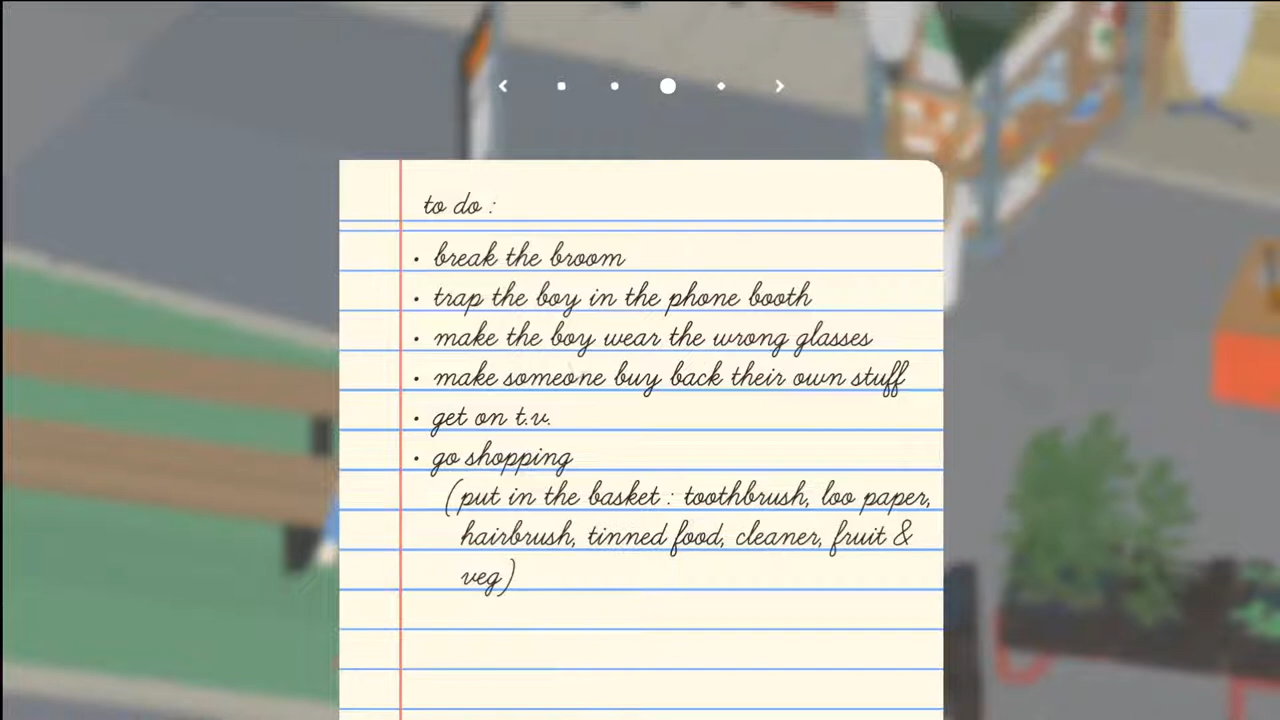 to do :
• break the broom
• trap the boy in the phone booth
• make the boy wear the wrong glasses
• make someone buy back their own stuff
• get on t.v.
• go shopping
(put in the basket : toothbrush, loo paper,
hairbrush, tinned food, cleaner, fruit &
veg)